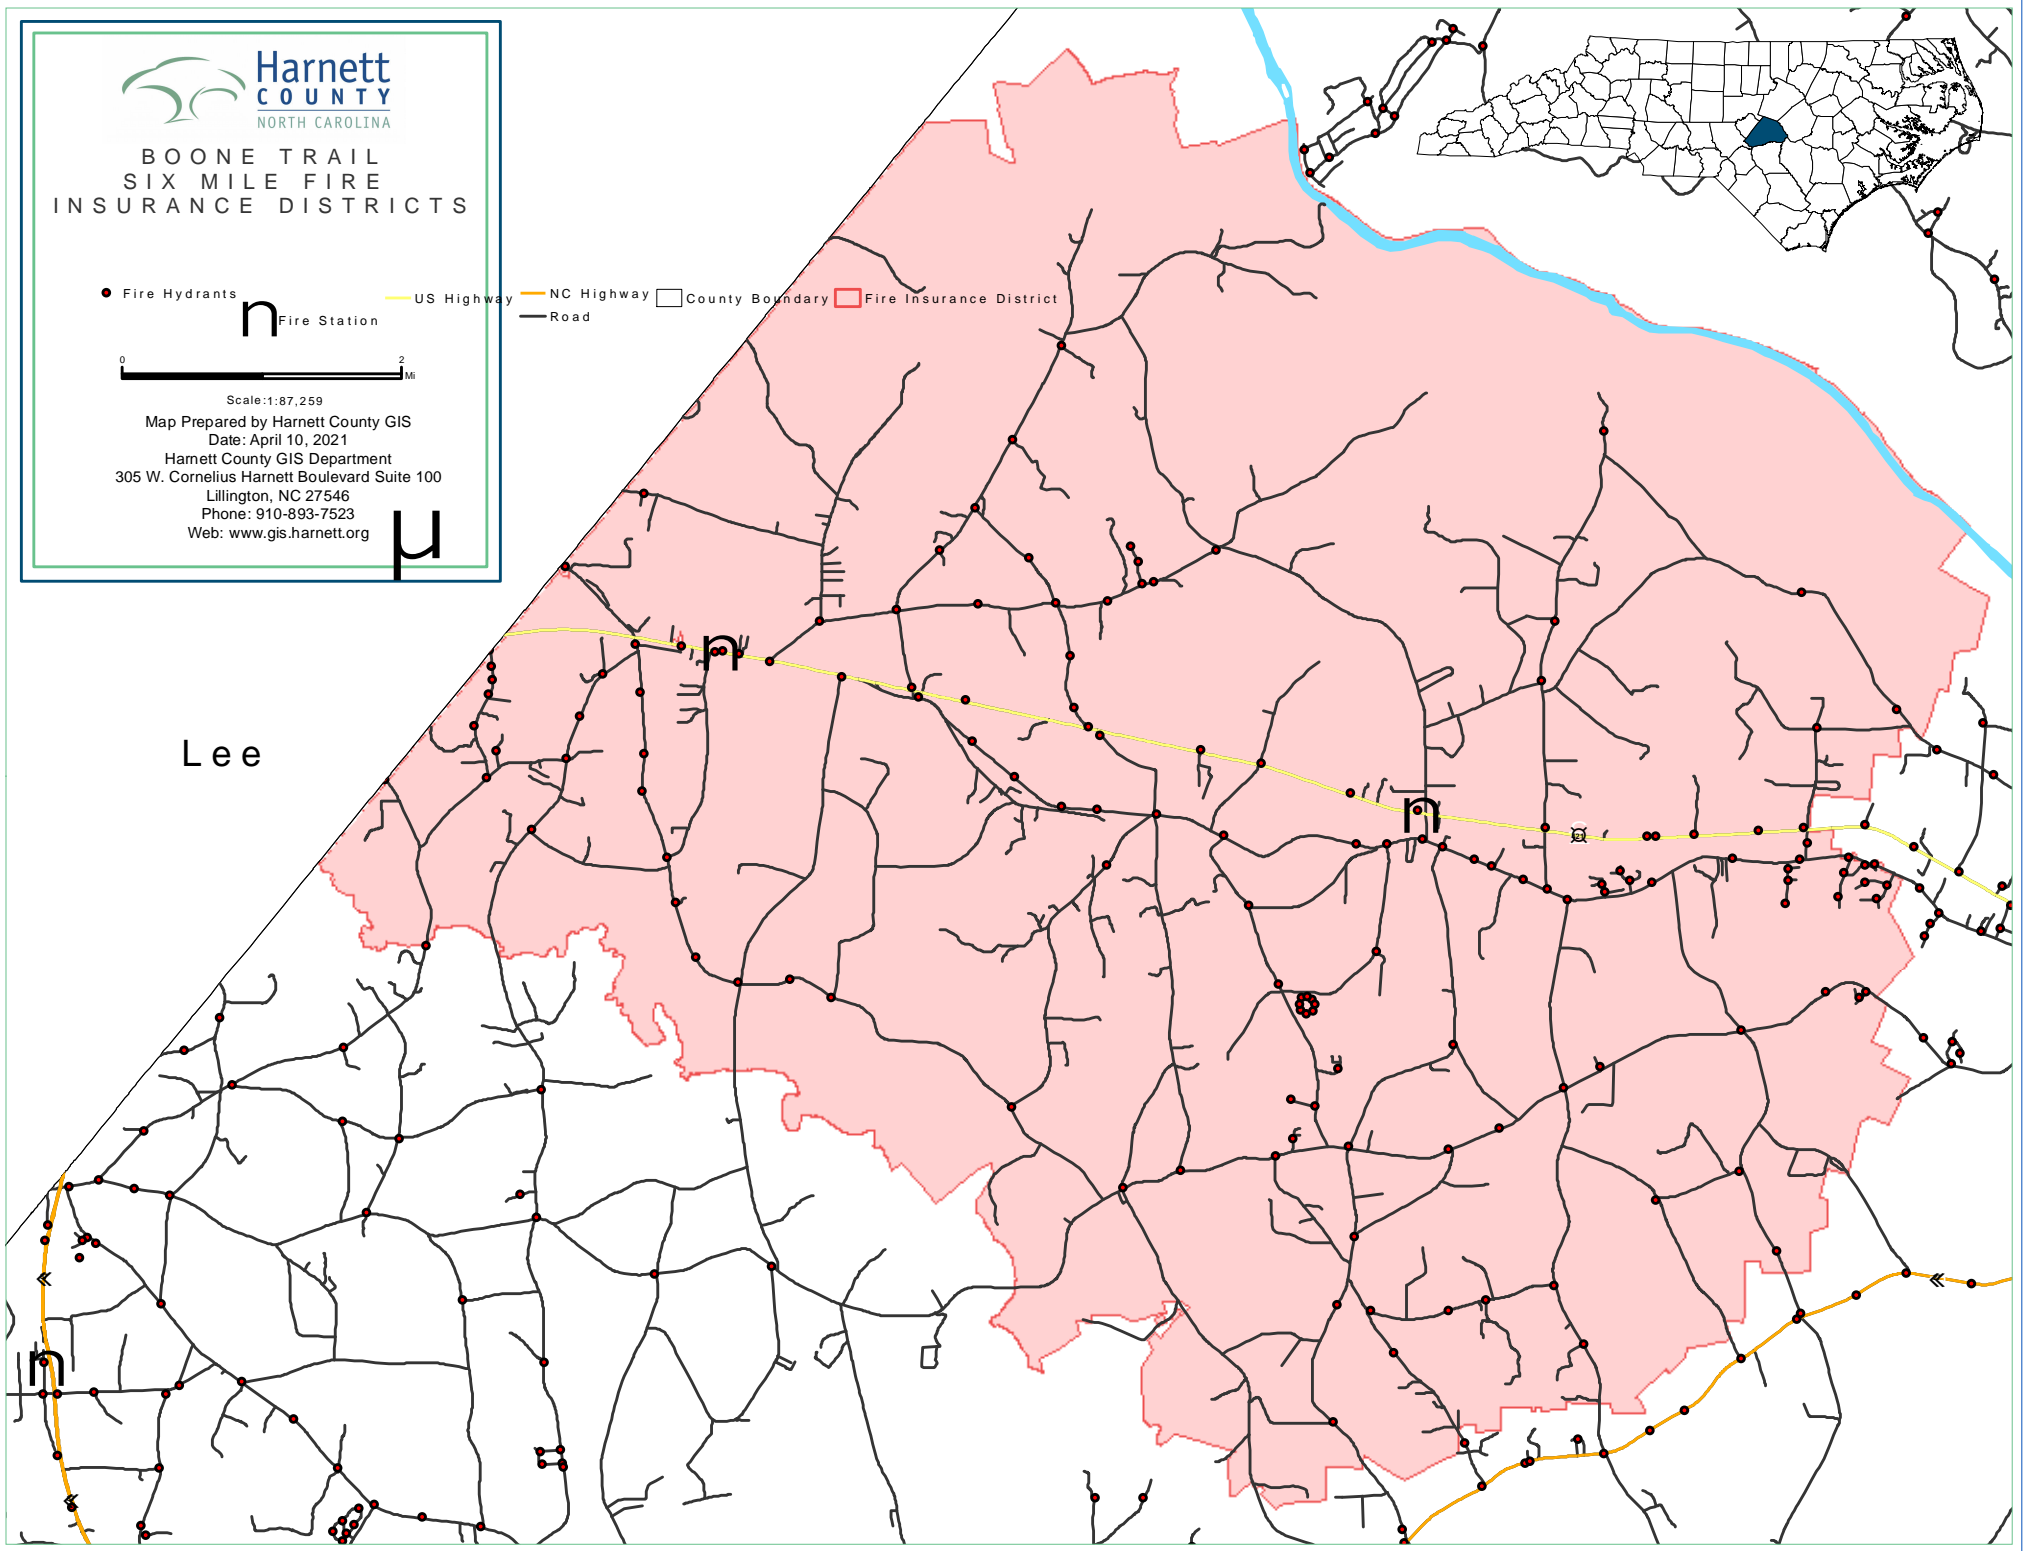 Harnett
COUNTY
NORTH CAROLINA
BOONE TRAIL
SIX MILE FIRE
INSURANCE DISTRICTS
Fire Hydrants
n Fire Station
US Highway
NC Highway
Road
County Boundary
Fire Insurance District
0 2
Mi
Scale:1:87,259
Map Prepared by Harnett County GIS
Date: April 10, 2021
Harnett County GIS Department
305 W. Cornelius Harnett Boulevard Suite 100
Lillington, NC 27546
Phone: 910-893-7523
Web: www.gis.harnett.org
µ
n
Lee
n
n